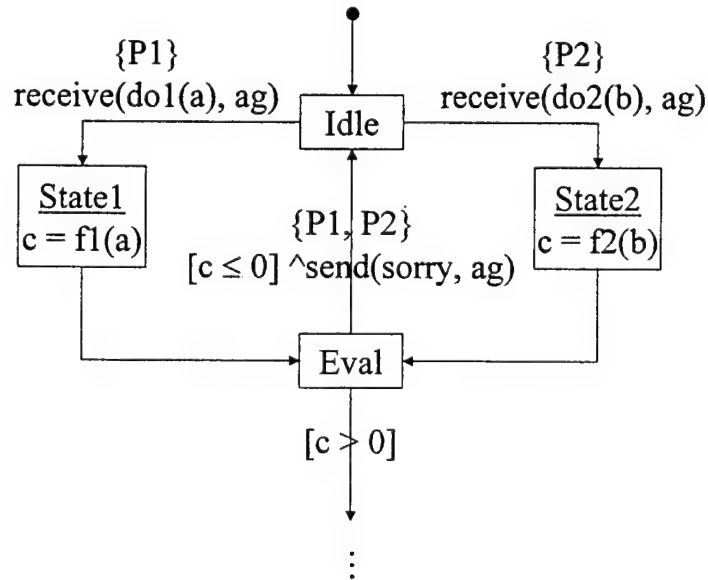 {P1}
receive(do1(a), ag)
{P2}
receive(do2(b), ag)
Idle
State1
c = f1(a)
{P1, P2}
[c ≤ 0] ^send(sorry, ag)
State2
c = f2(b)
Eval
[c > 0]
⋮